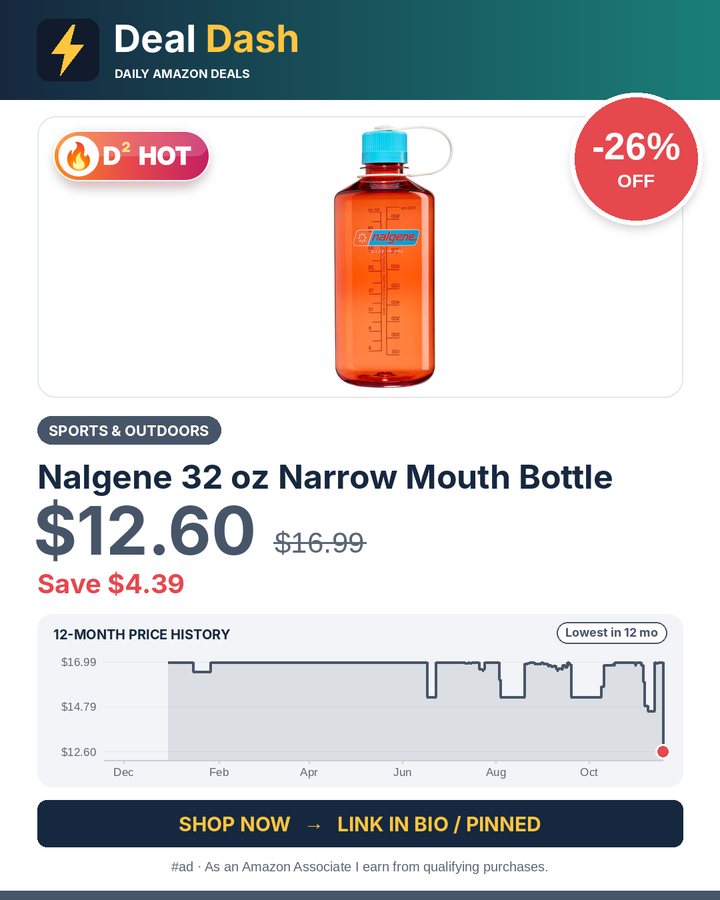 Deal Dash
DAILY AMAZON DEALS
D² HOT
-26%
OFF
nalgene
SPORTS & OUTDOORS
Nalgene 32 oz Narrow Mouth Bottle
$12.60 $16.99
Save $4.39
12-MONTH PRICE HISTORY
Lowest in 12 mo
$16.99
$14.79
$12.60
Dec Feb Apr Jun Aug Oct
SHOP NOW → LINK IN BIO / PINNED
#ad · As an Amazon Associate I earn from qualifying purchases.